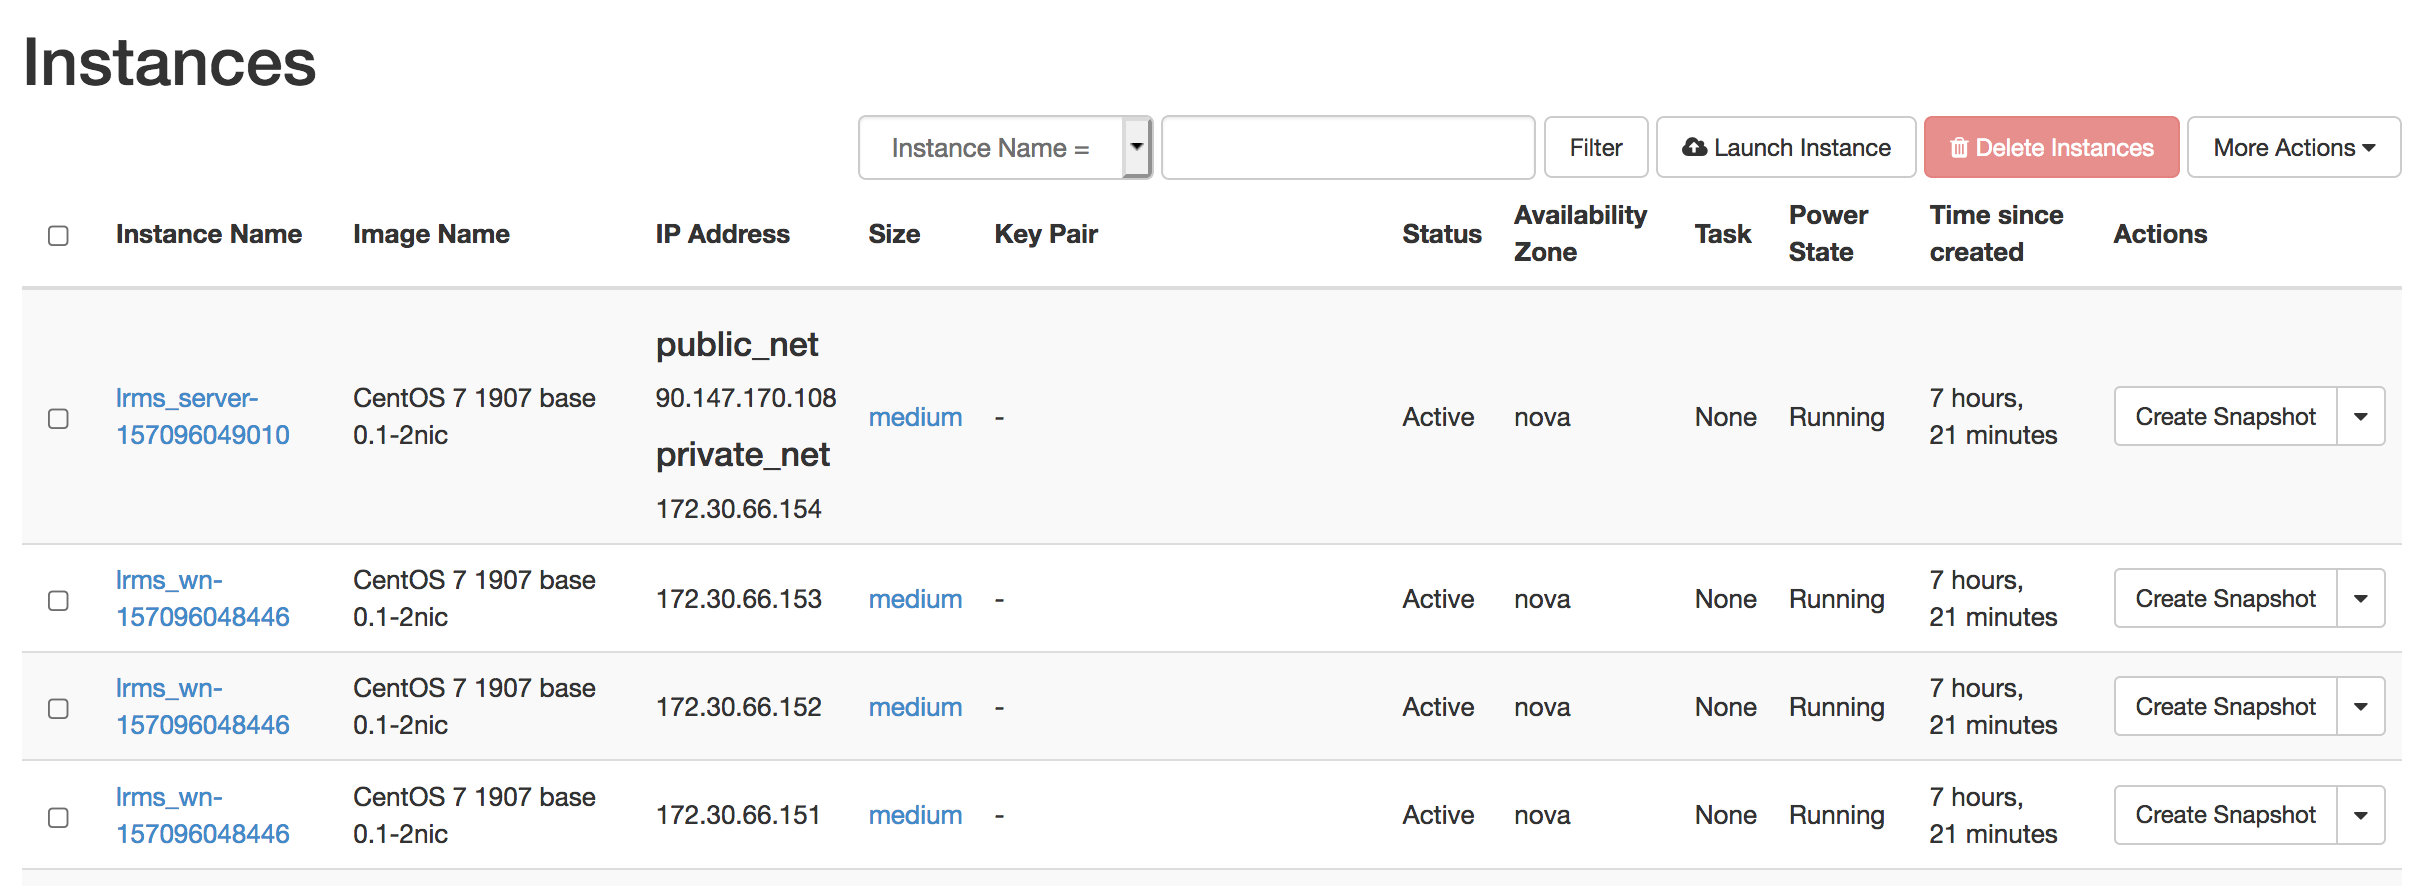 Instances
Instance Name =
Filter
Launch Instance
Delete Instances
More Actions
Instance Name
Image Name
IP Address
Size
Key Pair
Status
Availability
Zone
Task
Power
State
Time since
created
Actions
lrms_server-
157096049010
CentOS 7 1907 base
0.1-2nic
public_net
90.147.170.108
private_net
172.30.66.154
medium
-
Active
nova
None
Running
7 hours,
21 minutes
Create Snapshot
lrms_wn-
157096048446
CentOS 7 1907 base
0.1-2nic
172.30.66.153
medium
-
Active
nova
None
Running
7 hours,
21 minutes
Create Snapshot
lrms_wn-
157096048446
CentOS 7 1907 base
0.1-2nic
172.30.66.152
medium
-
Active
nova
None
Running
7 hours,
21 minutes
Create Snapshot
lrms_wn-
157096048446
CentOS 7 1907 base
0.1-2nic
172.30.66.151
medium
-
Active
nova
None
Running
7 hours,
21 minutes
Create Snapshot